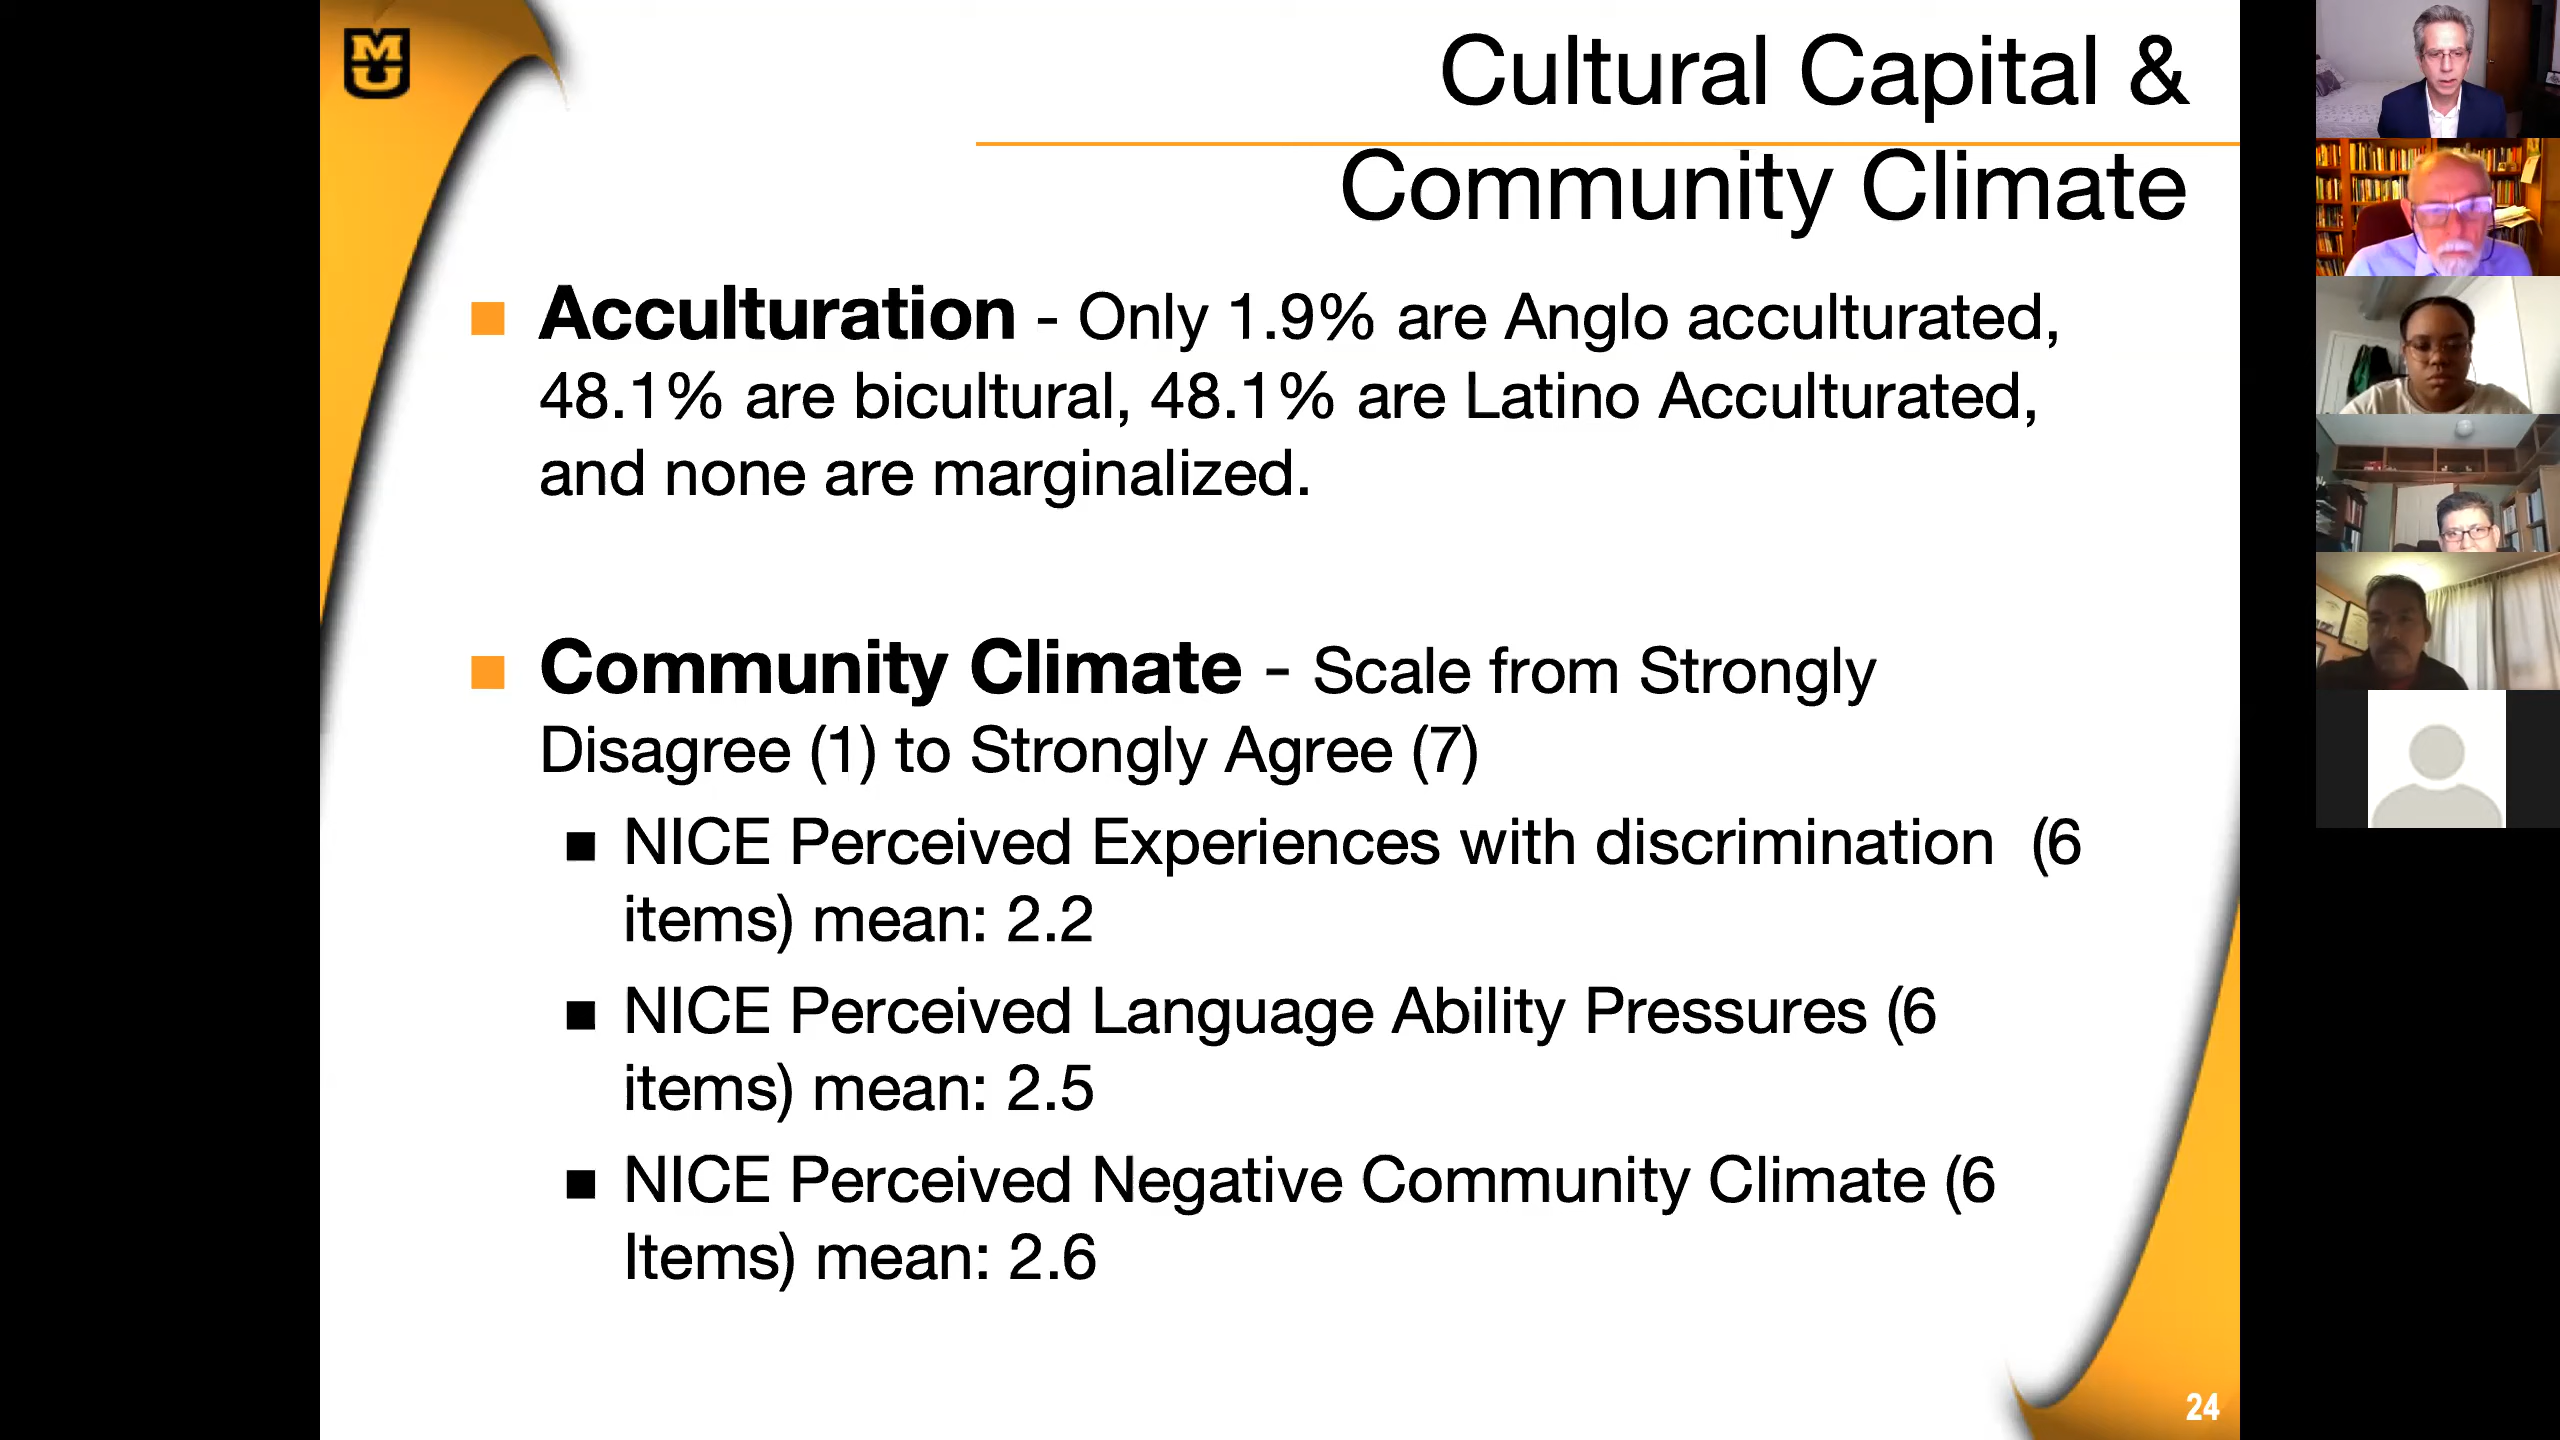 MU
Cultural Capital &
Community Climate
Acculturation - Only 1.9% are Anglo acculturated,
48.1% are bicultural, 48.1% are Latino Acculturated,
and none are marginalized.
Community Climate - Scale from Strongly
Disagree (1) to Strongly Agree (7)
NICE Perceived Experiences with discrimination (6
items) mean: 2.2
NICE Perceived Language Ability Pressures (6
items) mean: 2.5
NICE Perceived Negative Community Climate (6
Items) mean: 2.6
24